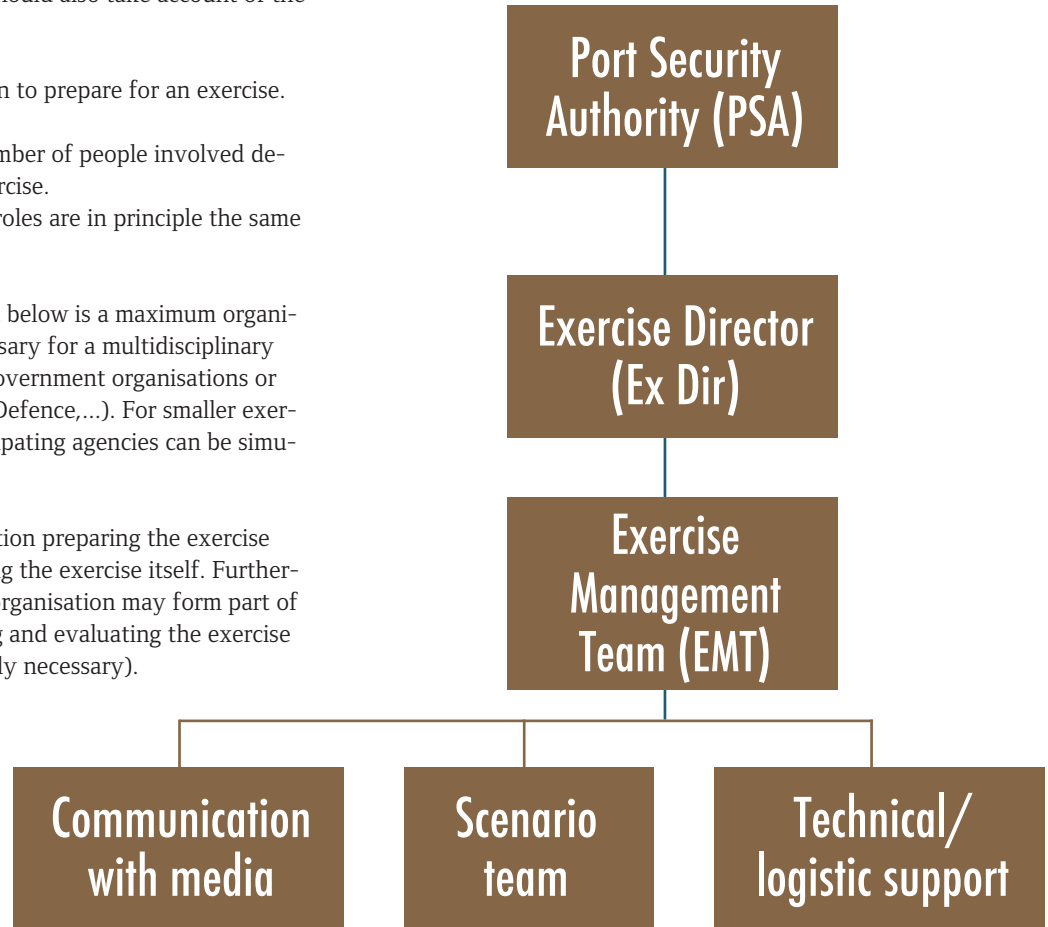 ould also take account of the
n to prepare for an exercise.
mber of people involved de-
ercise.
roles are in principle the same
below is a maximum organi-
sary for a multidisciplinary
overnment organisations or
Defence,...). For smaller exer-
ipating agencies can be simu-
tion preparing the exercise
g the exercise itself. Further-
organisation may form part of
g and evaluating the exercise
ly necessary).
Port Security
Authority (PSA)
Exercise Director
(Ex Dir)
Exercise
Management
Team (EMT)
Communication
with media
Scenario
team
Technical/
logistic support